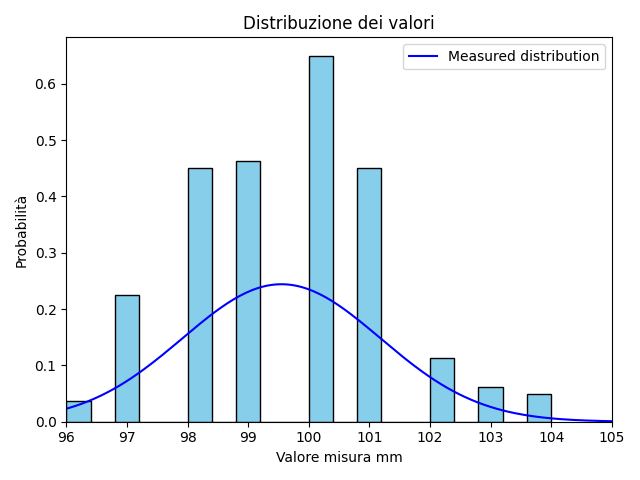 Distribuzione dei valori
Measured distribution
Probabilità
0.6
0.5
0.4
0.3
0.2
0.1
0.0
96 97 98 99 100 101 102 103 104 105
Valore misura mm